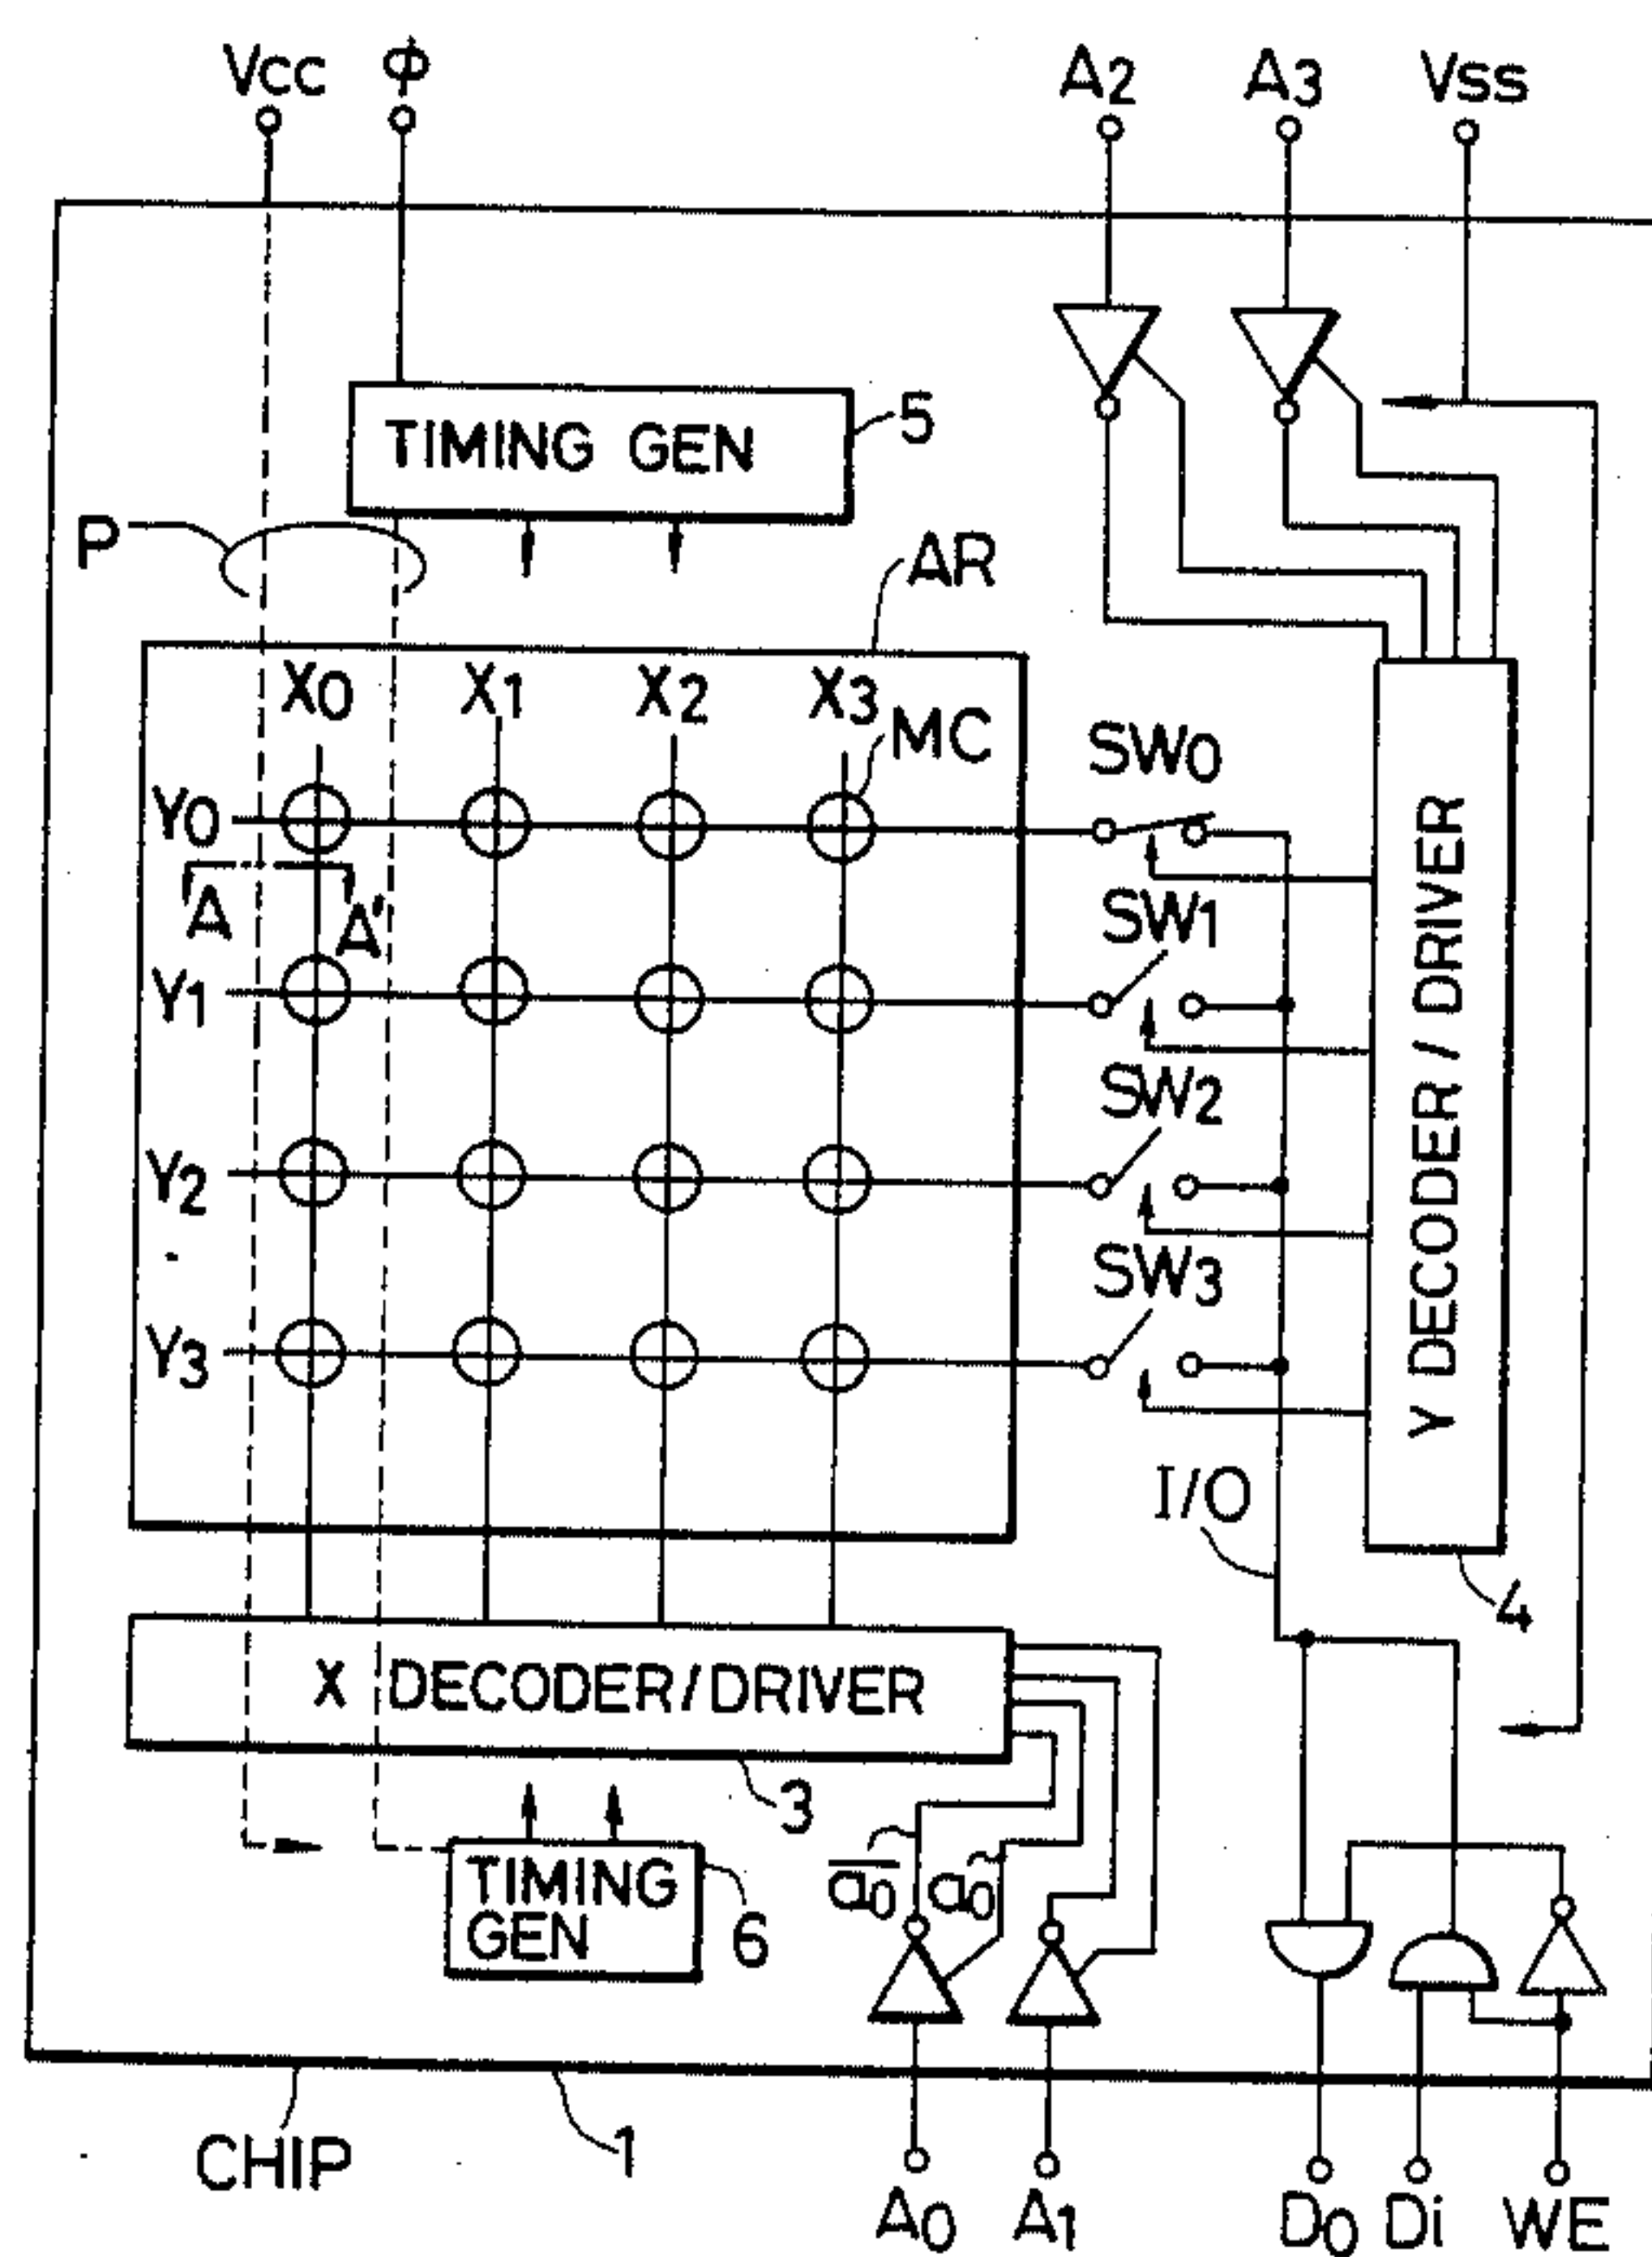 Vcc Φ A2 A3 Vss
TIMING GEN 5
P
AR
X0 X1 X2 X3
MC
SW0
Y0
A A'
SW1
Y1
SW2
Y2
SW3
Y3
Y DECODER / DRIVER
I/O
4
X DECODER/DRIVER
3
TIMING
GEN
6
a0 a0
CHIP 1
A0 A1 D0 Di WE